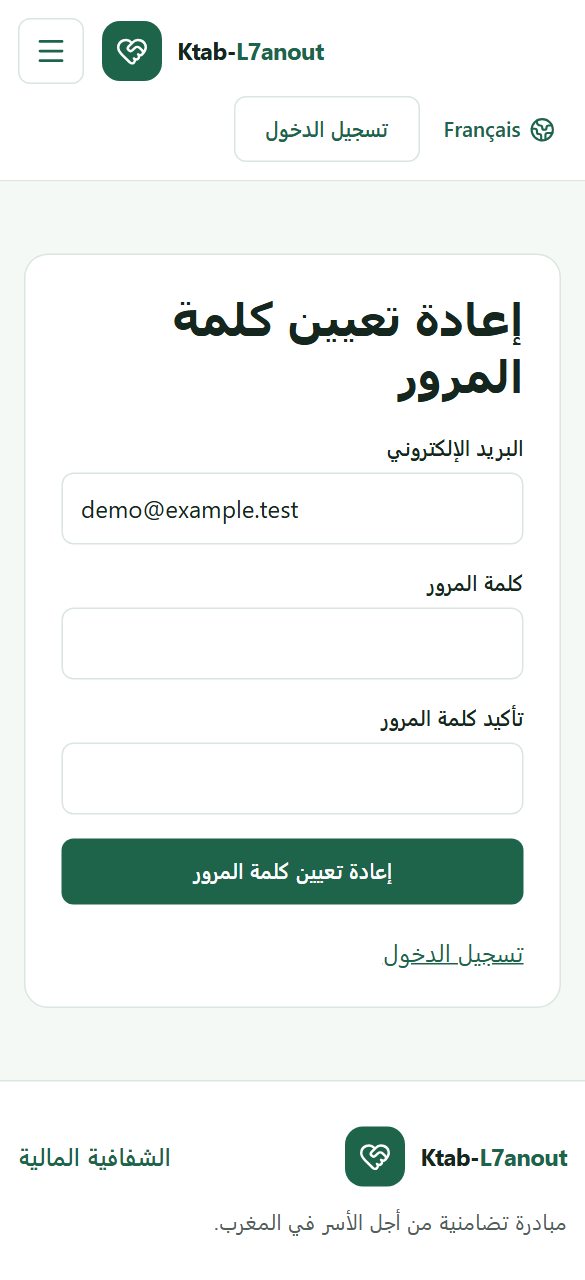 Ktab-L7anout
Français
تسجيل الدخول
إعادة تعيين كلمة
المرور
البريد الإلكتروني
demo@example.test
كلمة المرور
تأكيد كلمة المرور
إعادة تعيين كلمة المرور
تسجيل الدخول
Ktab-L7anout
الشفافية المالية
مبادرة تضامنية من أجل الأسر في المغرب.